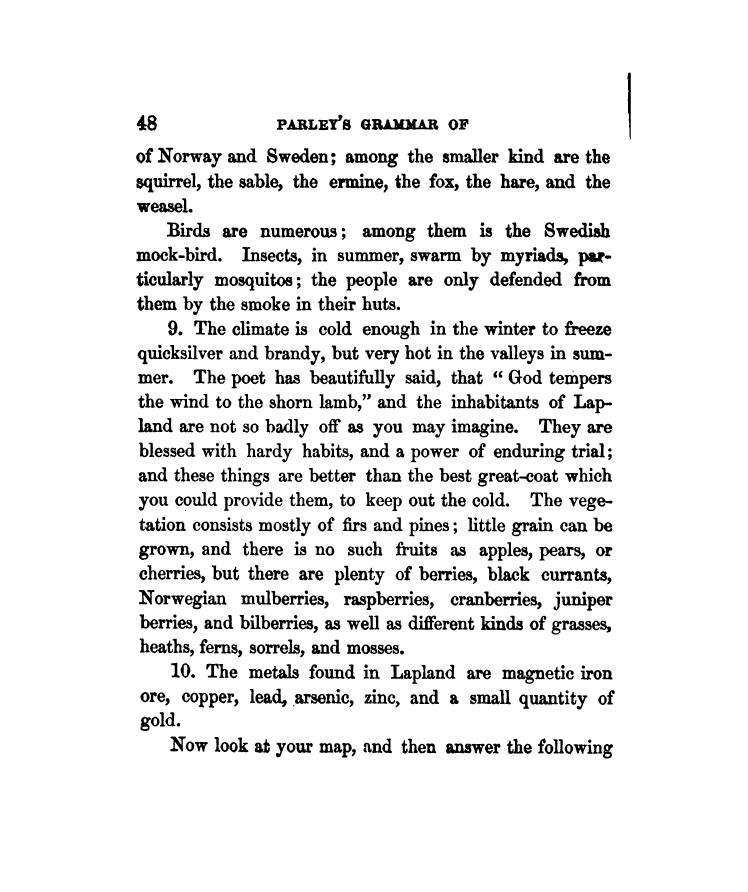 48 PARLEY'S GRAMMAR OF
of Norway and Sweden; among the smaller kind are the
squirrel, the sable, the ermine, the fox, the hare, and the
weasel.
Birds are numerous; among them is the Swedish
mock-bird. Insects, in summer, swarm by myriads, par-
ticularly mosquitos; the people are only defended from
them by the smoke in their huts.
9. The climate is cold enough in the winter to freeze
quicksilver and brandy, but very hot in the valleys in sum-
mer. The poet has beautifully said, that "God tempers
the wind to the shorn lamb," and the inhabitants of Lap-
land are not so badly off as you may imagine. They are
blessed with hardy habits, and a power of enduring trial;
and these things are better than the best great-coat which
you could provide them, to keep out the cold. The vege-
tation consists mostly of firs and pines; little grain can be
grown, and there is no such fruits as apples, pears, or
cherries, but there are plenty of berries, black currants,
Norwegian mulberries, raspberries, cranberries, juniper
berries, and bilberries, as well as different kinds of grasses,
heaths, ferns, sorrels, and mosses.
10. The metals found in Lapland are magnetic iron
ore, copper, lead, arsenic, zinc, and a small quantity of
gold.
Now look at your map, and then answer the following